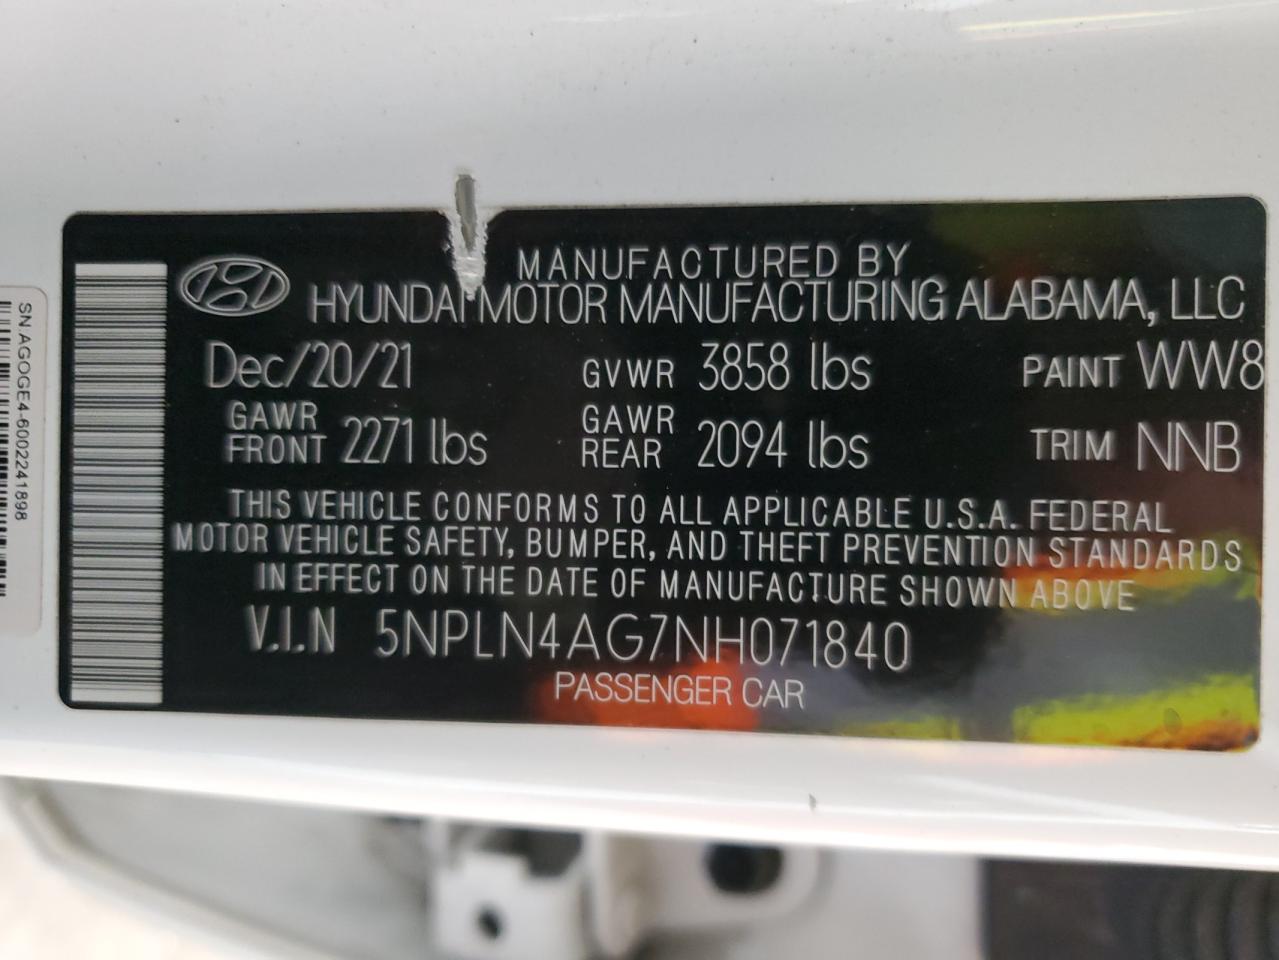 MANUFACTURED BY
HYUNDAI MOTOR MANUFACTURING ALABAMA, LLC
Dec/20/21 GVWR 3858 lbs PAINT WW8
GAWR FRONT 2271 lbs GAWR REAR 2094 lbs TRIM NNB
THIS VEHICLE CONFORMS TO ALL APPLICABLE U.S.A. FEDERAL
MOTOR VEHICLE SAFETY, BUMPER, AND THEFT PREVENTION STANDARDS
IN EFFECT ON THE DATE OF MANUFACTURE SHOWN ABOVE
V.I.N 5NPLN4AG7NH071840
PASSENGER CAR
SN:AGOGE4-6002241898